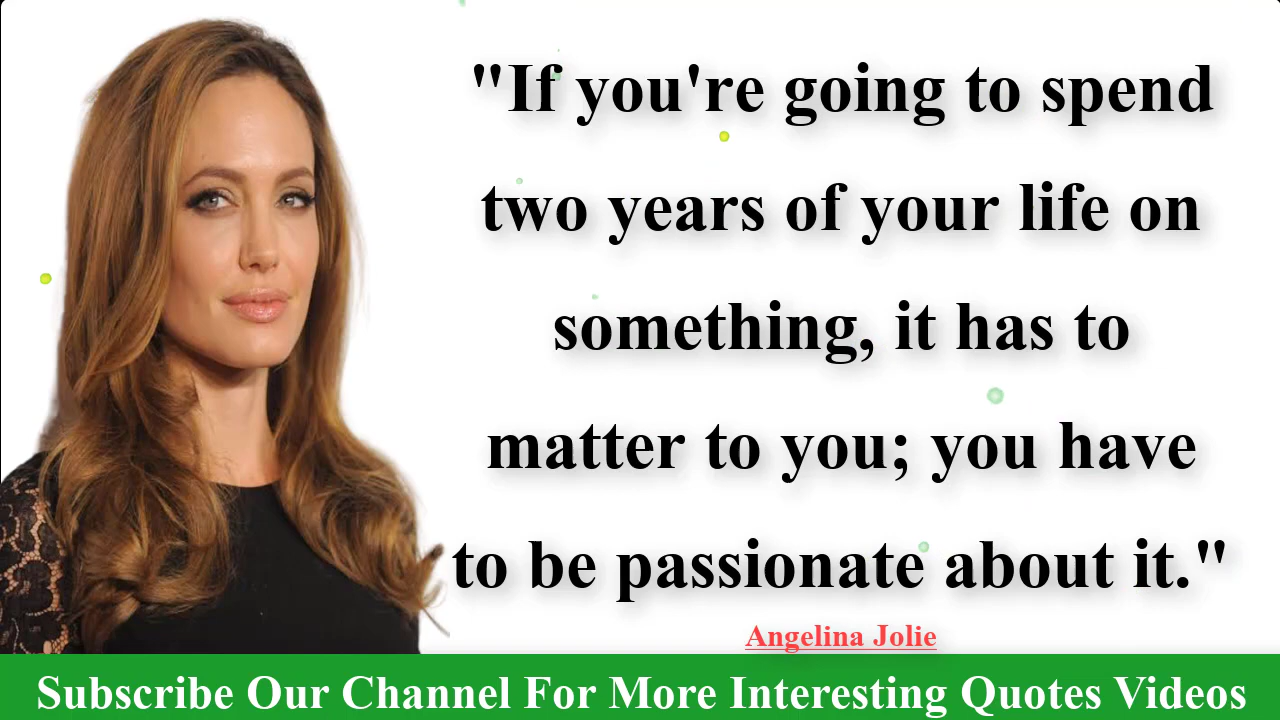 "If you're going to spend
two years of your life on
something, it has to
matter to you; you have
to be passionate about it."
Angelina Jolie
Subscribe Our Channel For More Interesting Quotes Videos